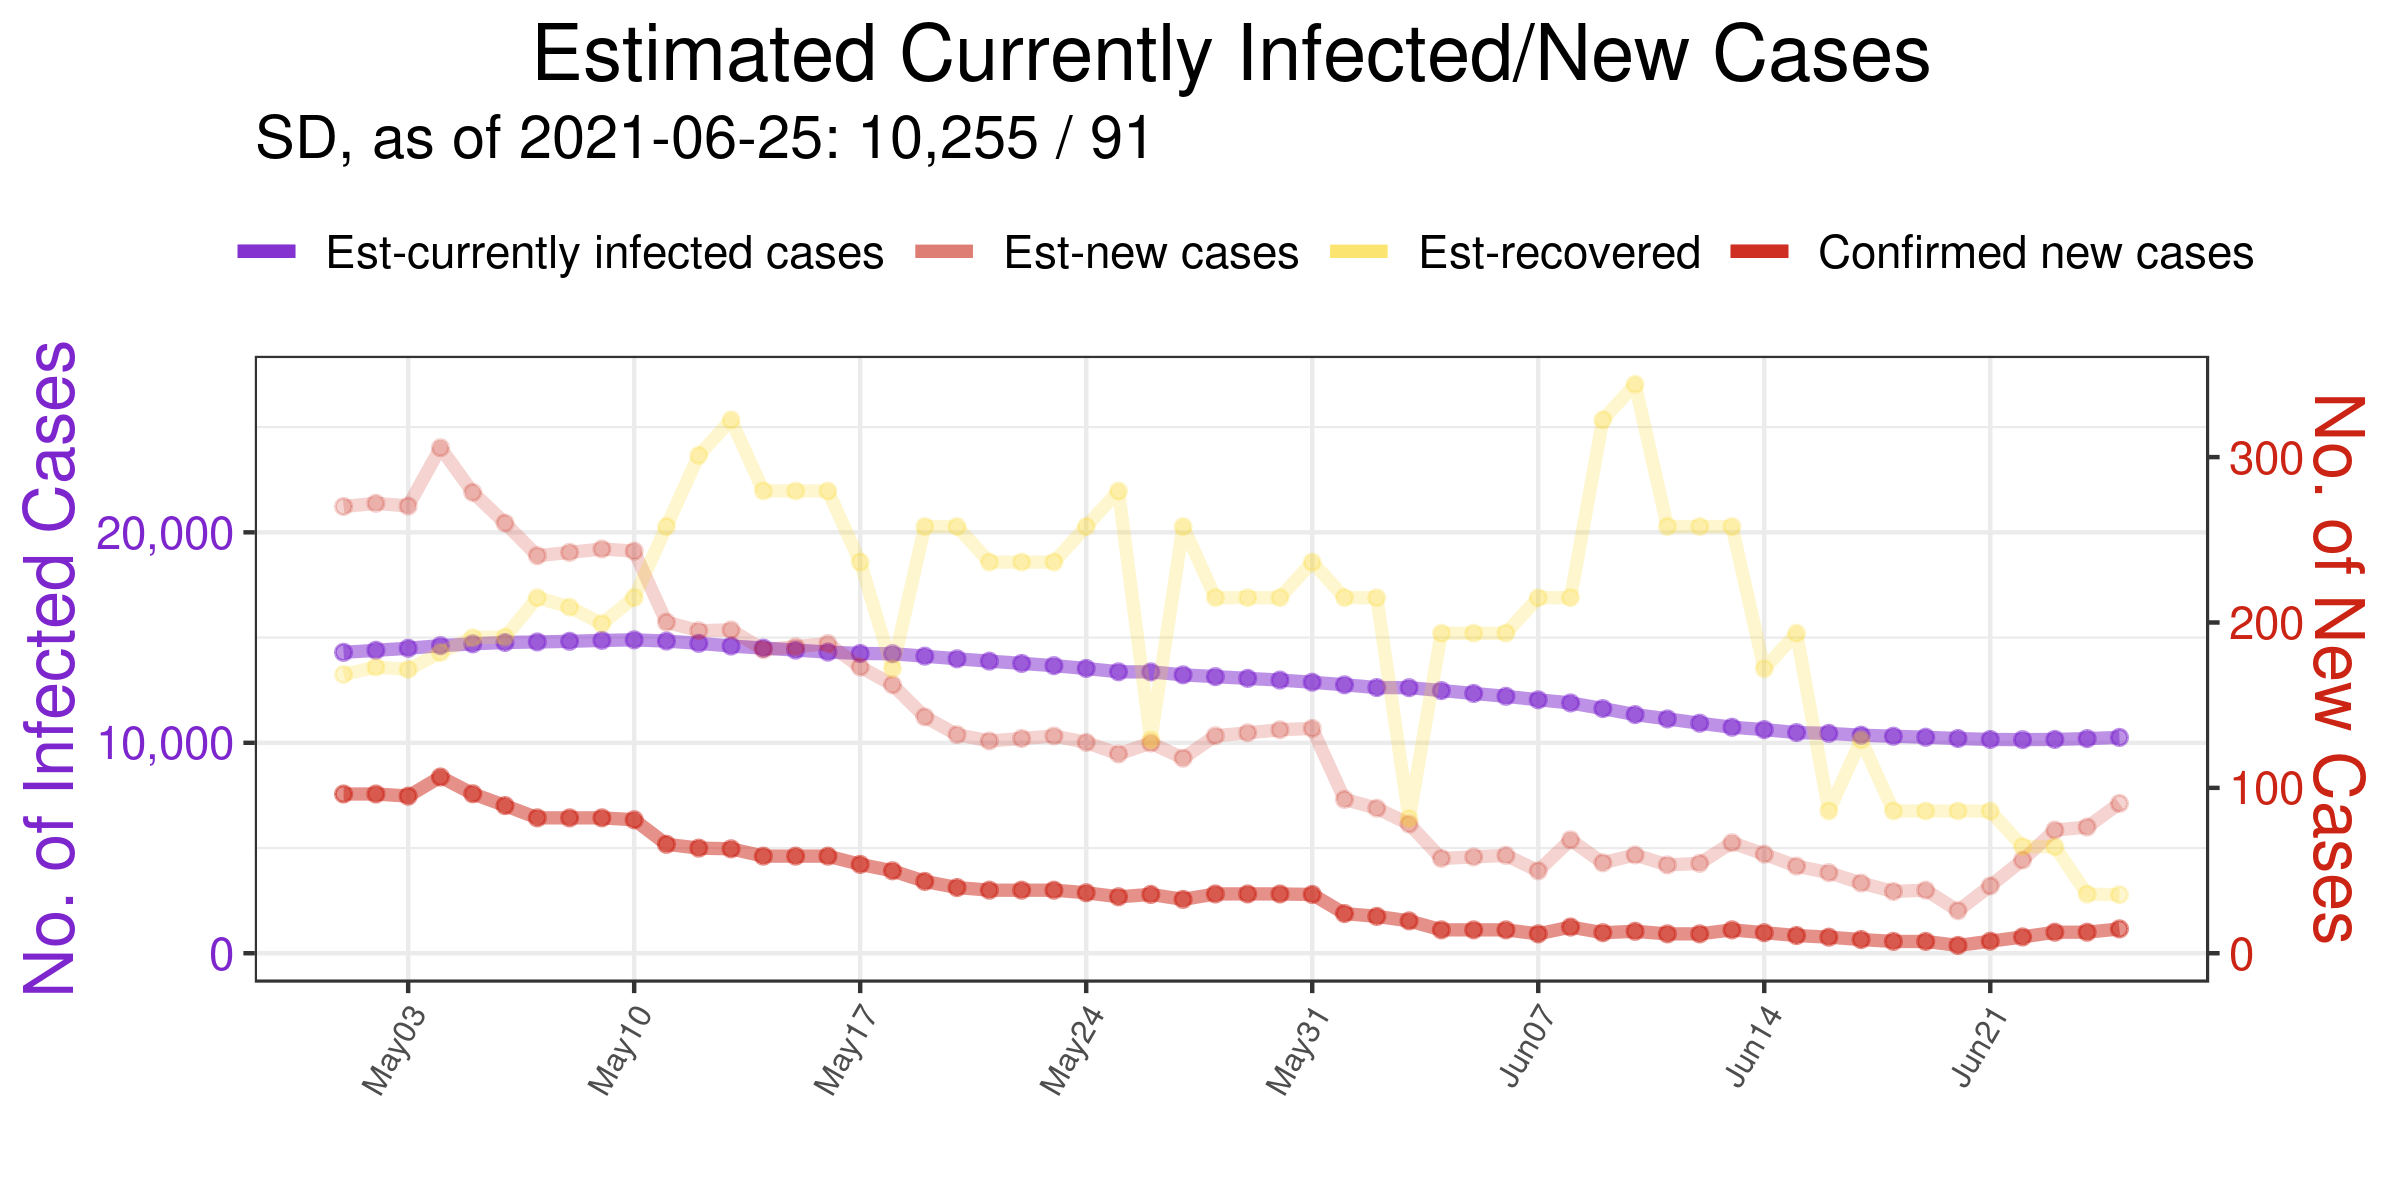 Estimated Currently Infected/New Cases
SD, as of 2021-06-25: 10,255 / 91
Est-currently infected cases Est-new cases Est-recovered Confirmed new cases
No. of Infected Cases
20,000
10,000
0
300
200
100
0
No. of New Cases
May03 May10 May17 May24 May31 Jun07 Jun14 Jun21